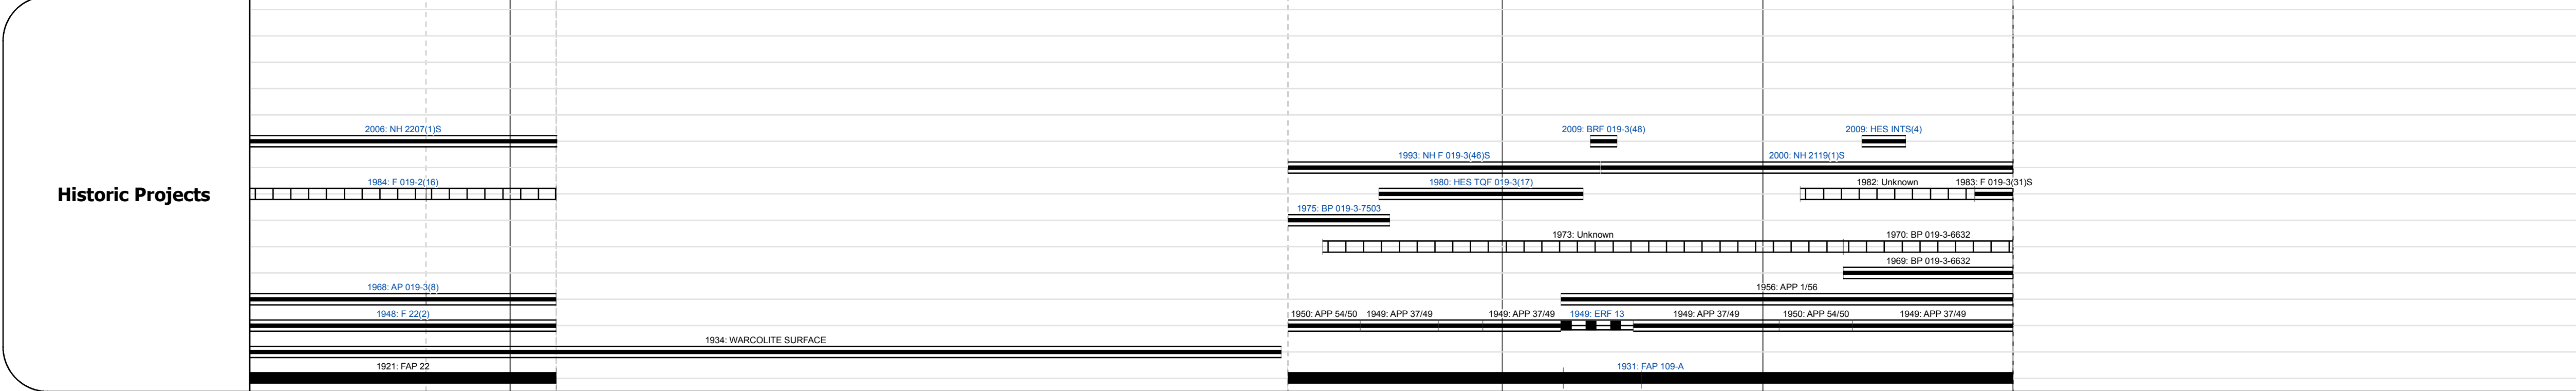 2006: NH 2207(1)S
2009: BRF 019-3(48)
2009: HES INTS(4)
1993: NH F 019-3(46)S
2000: NH 2119(1)S
Historic Projects
1984: F 019-2(16)
1980: HES TQF 019-3(17)
1982: Unknown
1983: F 019-3(31)S
1975: BP 019-3-7503
1973: Unknown
1970: BP 019-3-6632
1969: BP 019-3-6632
1968: AP 019-3(8)
1956: APP 1/56
1948: F 22(2)
1950: APP 54/50
1949: APP 37/49
1949: APP 37/49
1949: ERF 13
1949: APP 37/49
1950: APP 54/50
1949: APP 37/49
1934: WARCOLITE SURFACE
1921: FAP 22
1931: FAP 109-A